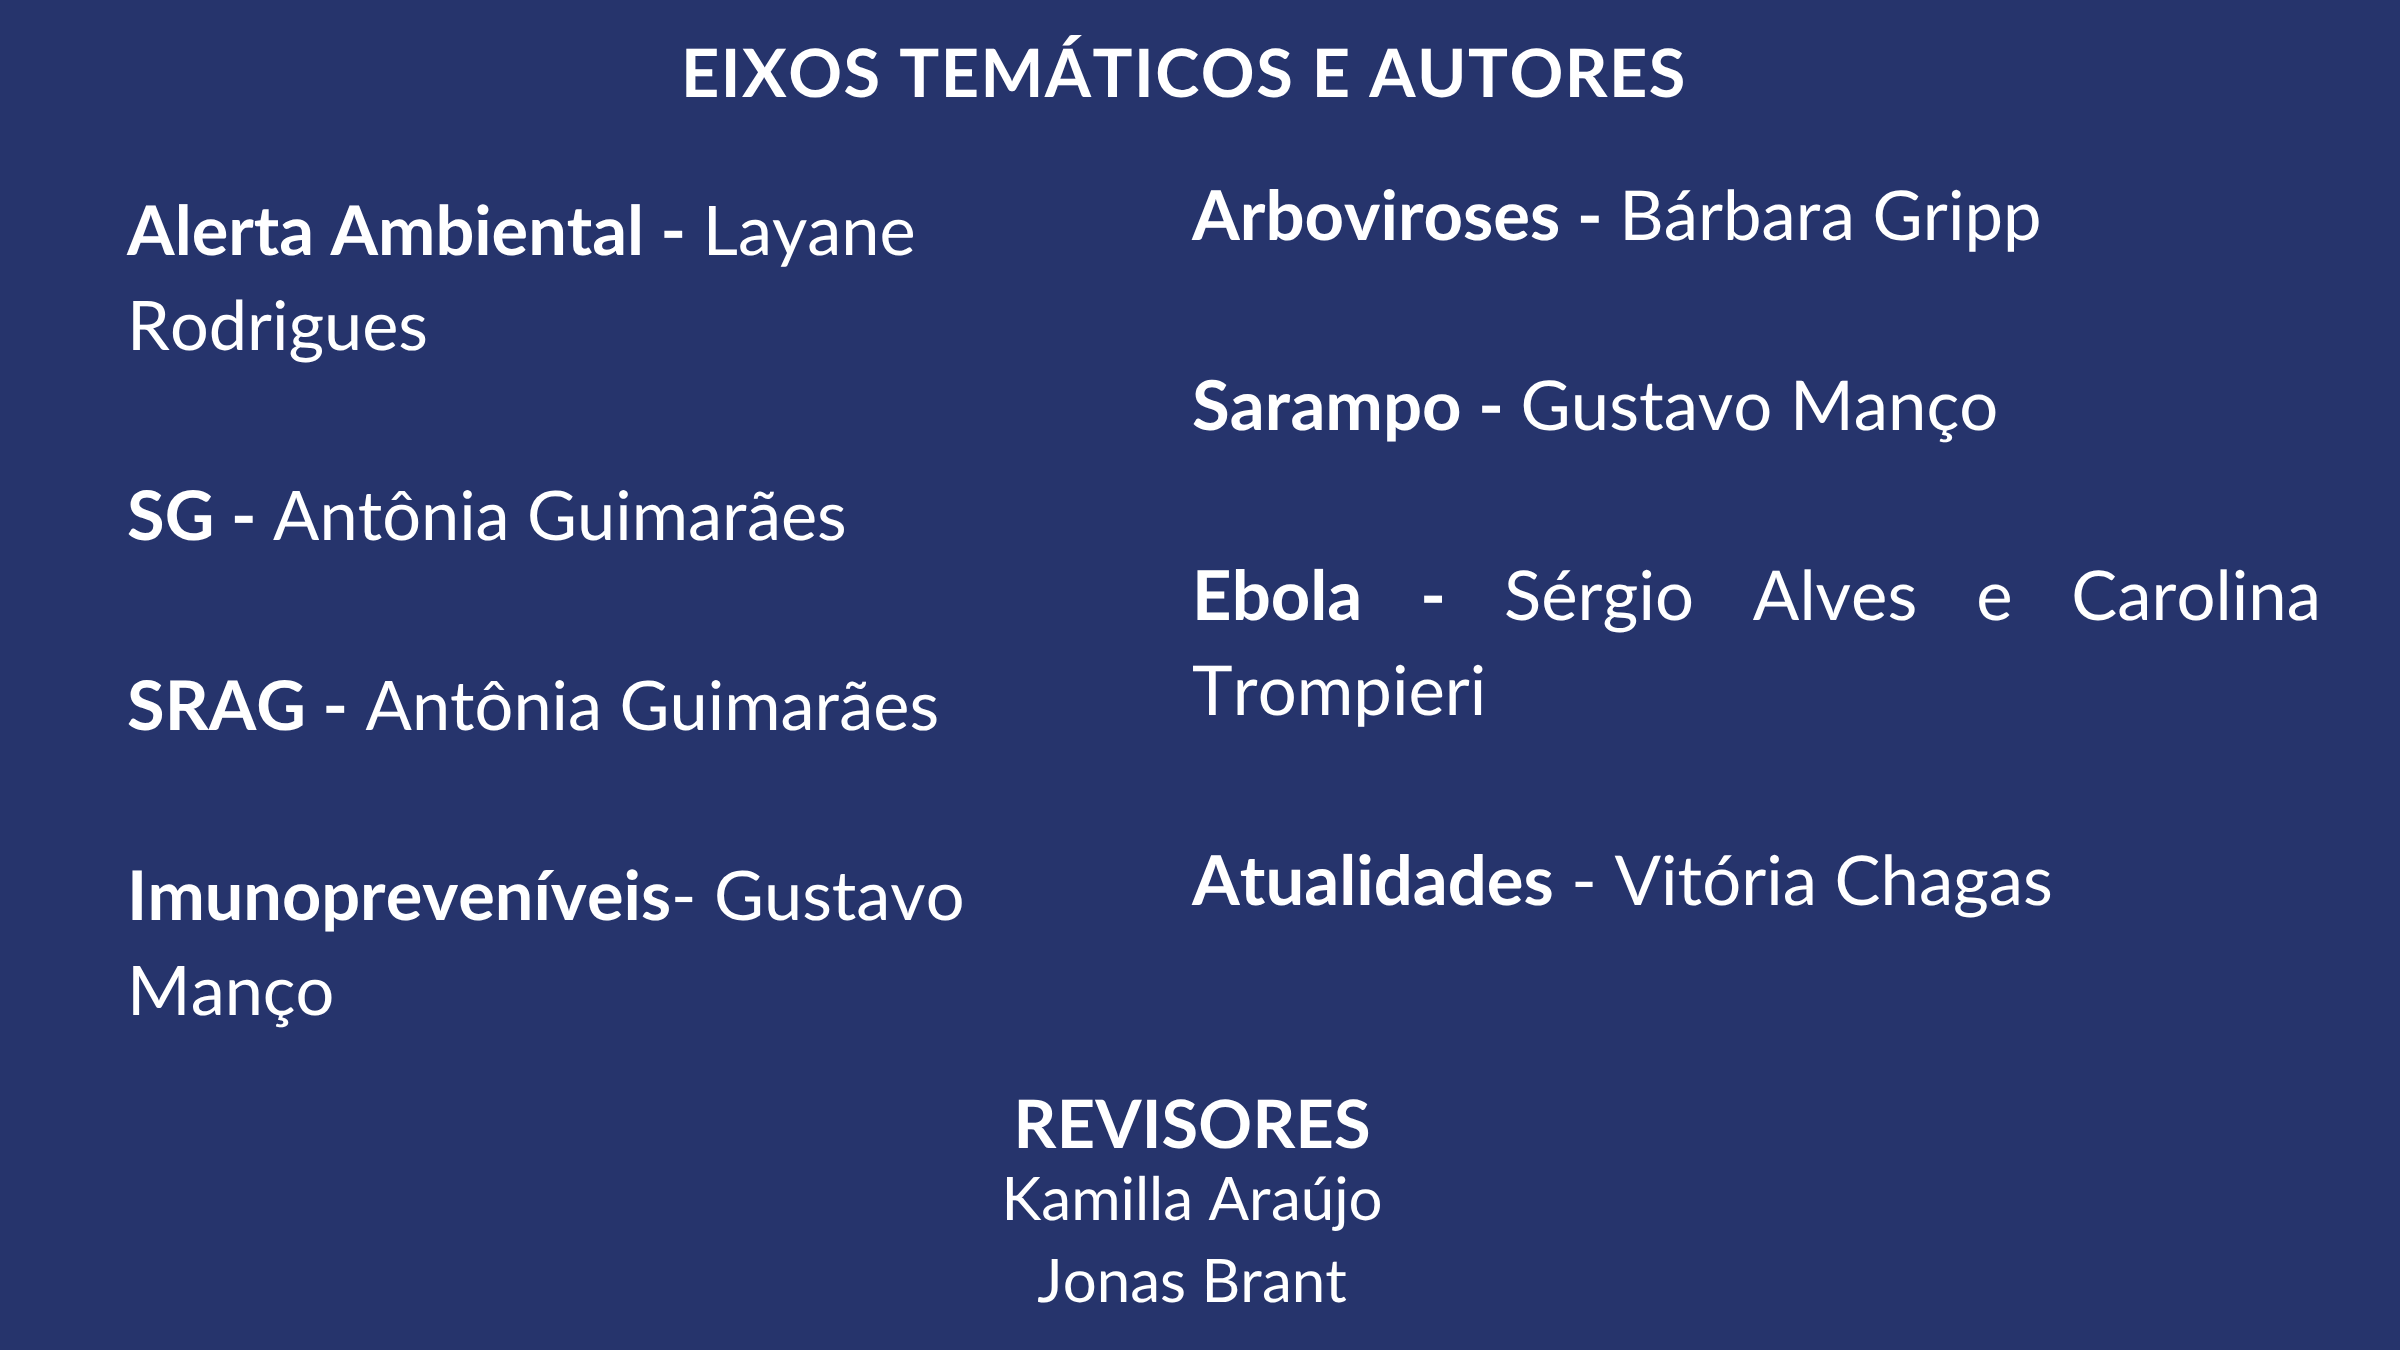 EIXOS TEMÁTICOS E AUTORES
Alerta Ambiental - Layane
Rodrigues
SG - Antônia Guimarães
SRAG - Antônia Guimarães
Imunopreveníveis- Gustavo
Manço
Arboviroses - Bárbara Gripp
Sarampo - Gustavo Manço
Ebola - Sérgio Alves e Carolina
Trompieri
Atualidades - Vitória Chagas
REVISORES
Kamilla Araújo
Jonas Brant